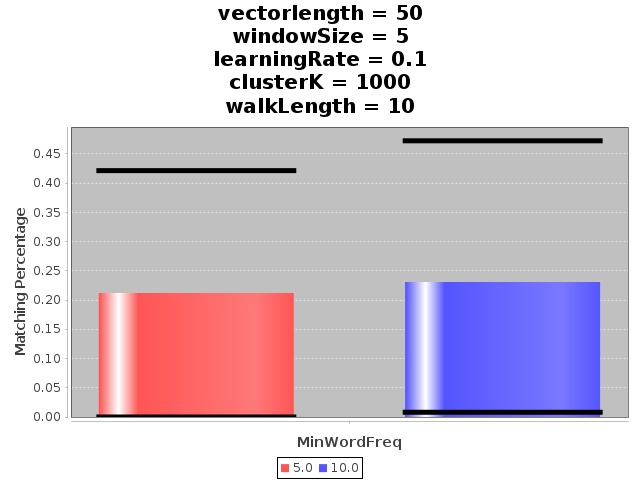 vectorlength = 50
windowSize = 5
learningRate = 0.1
clusterK = 1000
walkLength = 10
Matching Percentage
0.45
0.40
0.35
0.30
0.25
0.20
0.15
0.10
0.05
0.00
MinWordFreq
5.0 10.0